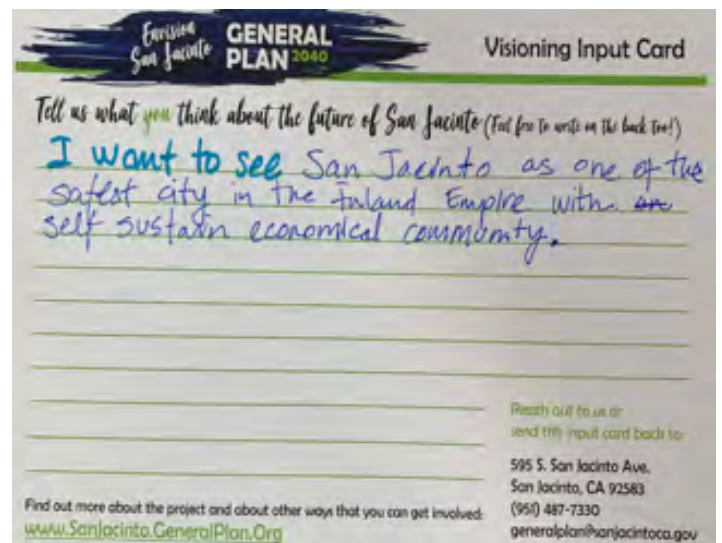 Envision
San Jacinto
GENERAL
PLAN 2040
Visioning Input Card
Tell us what you think about the future of San Jacinto (Feel free to write on the back too!)
I want to see San Jacinto as one of the
safest city in the Inland Empire with an
self sustain economical community.
Reach out to us or
send this input card back to:
595 S. San Jacinto Ave.
San Jacinto, CA 92583
(951) 487-7330
generalplan@sanjacintoca.gov
Find out more about the project and about other ways that you can get involved:
www.SanJacinto.GeneralPlan.Org